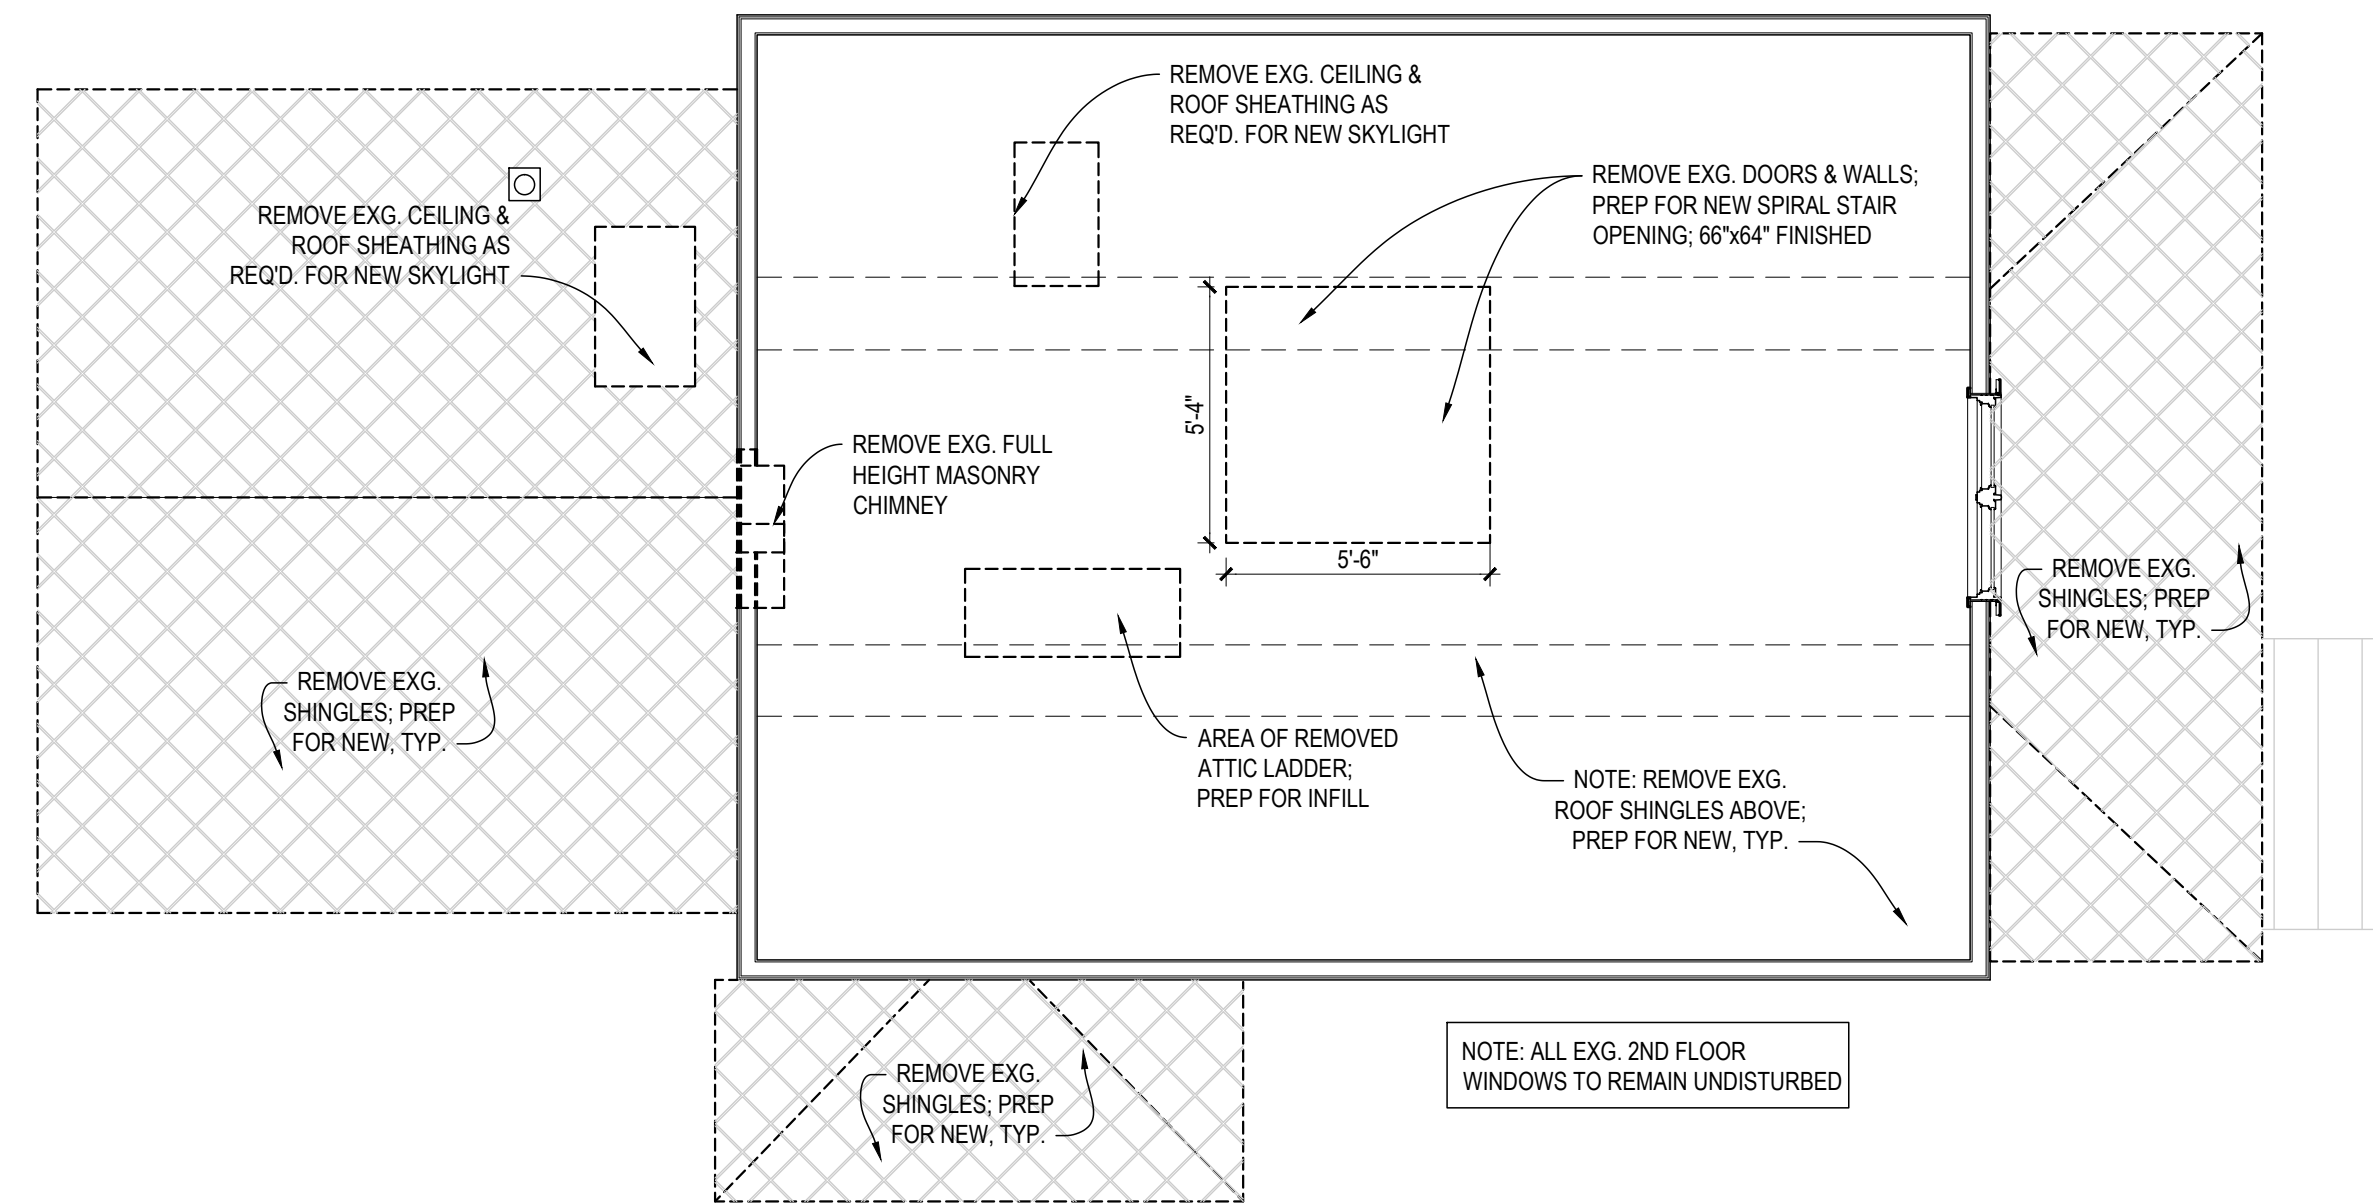 REMOVE EXG. CEILING &
ROOF SHEATHING AS
REQ'D. FOR NEW SKYLIGHT
REMOVE EXG. DOORS & WALLS;
PREP FOR NEW SPIRAL STAIR
OPENING; 66"x64" FINISHED
REMOVE EXG. CEILING &
ROOF SHEATHING AS
REQ'D. FOR NEW SKYLIGHT
5'-4"
REMOVE EXG. FULL
HEIGHT MASONRY
CHIMNEY
5'-6"
REMOVE EXG.
SHINGLES; PREP
FOR NEW, TYP.
REMOVE EXG.
SHINGLES; PREP
FOR NEW, TYP.
AREA OF REMOVED
ATTIC LADDER;
PREP FOR INFILL
NOTE: REMOVE EXG.
ROOF SHINGLES ABOVE;
PREP FOR NEW, TYP.
NOTE: ALL EXG. 2ND FLOOR
WINDOWS TO REMAIN UNDISTURBED
REMOVE EXG.
SHINGLES; PREP
FOR NEW, TYP.